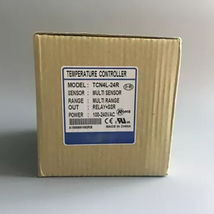 TEMPERATURE CONTROLLER
MODEL : TCN4L-24R
SENSOR : MULTI SENSOR
RANGE : MULTI RANGE
OUT : RELAY+SSR
POWER : 100-240VAC
MADE IN CHINA